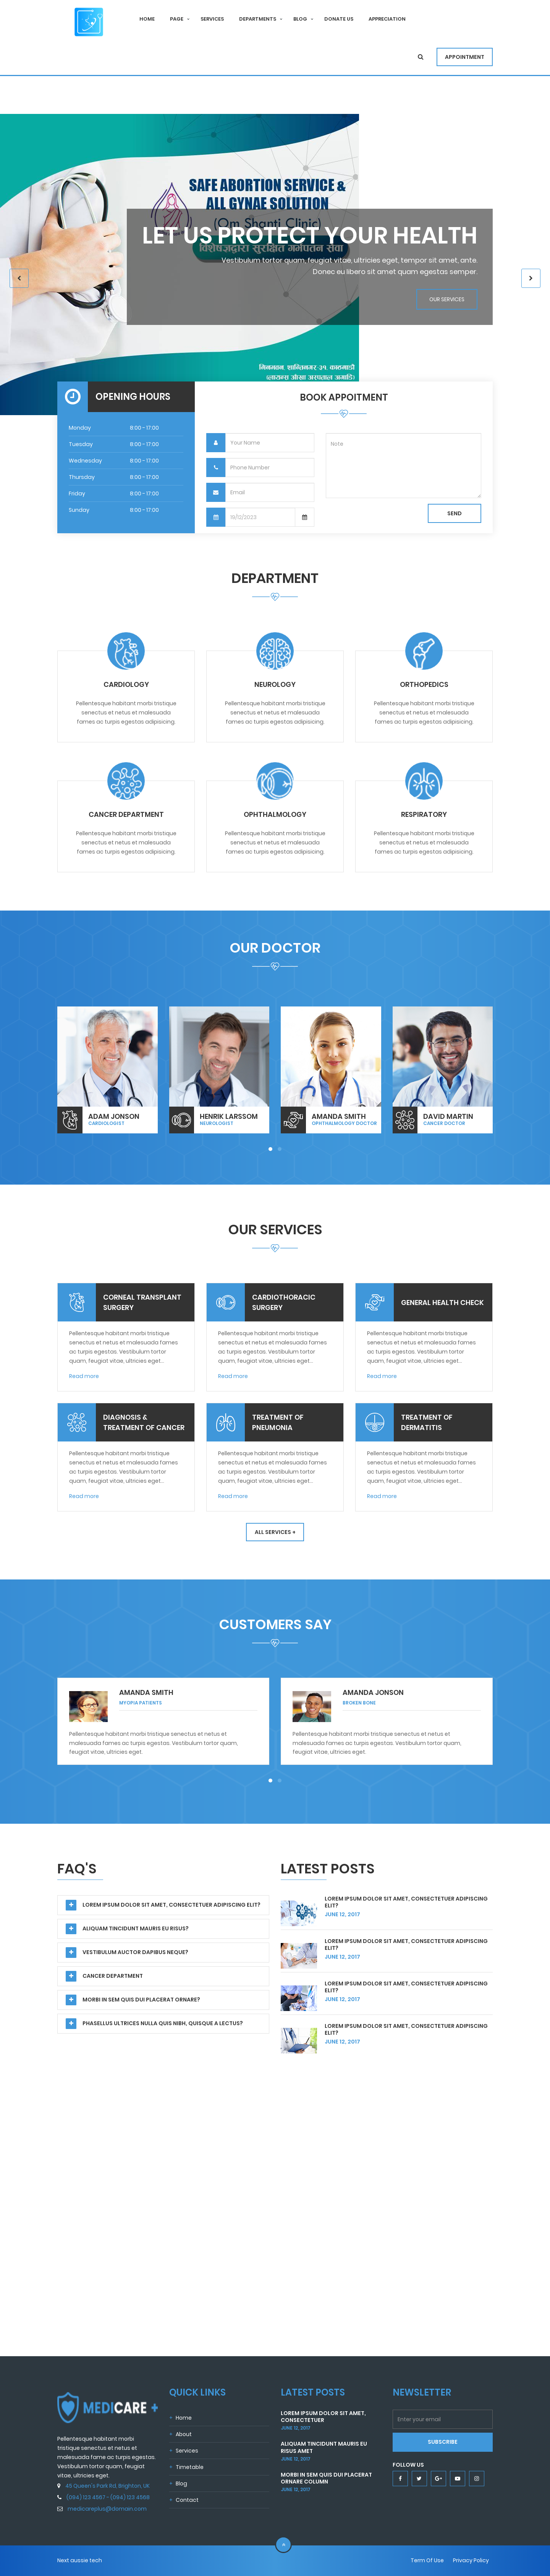 HOME PAGE SERVICES DEPARTMENTS BLOG DONATE US APPRECIATION
APPOINTMENT
SAFE ABORTION SERVICE &
ALL GYNAE SOLUTION
(Om Shanti Clinic)
LET US PROTECT YOUR HEALTH
Vestibulum tortor quam, feugiat vitae, ultricies eget, tempor sit amet, ante.
Donec eu libero sit amet quam egestas semper.
OUR SERVICES
OPENING HOURS
Monday 8:00 - 17:00
Tuesday 8:00 - 17:00
Wednesday 8:00 - 17:00
Thursday 8:00 - 17:00
Friday 8:00 - 17:00
Sunday 8:00 - 17:00
BOOK APPOITMENT
Your Name
Phone Number
Email
19/12/2023
Note
SEND
DEPARTMENT
CARDIOLOGY
Pellentesque habitant morbi tristique
senectus et netus et malesuada
fames ac turpis egestas adipisicing.
NEUROLOGY
Pellentesque habitant morbi tristique
senectus et netus et malesuada
fames ac turpis egestas adipisicing.
ORTHOPEDICS
Pellentesque habitant morbi tristique
senectus et netus et malesuada
fames ac turpis egestas adipisicing.
CANCER DEPARTMENT
Pellentesque habitant morbi tristique
senectus et netus et malesuada
fames ac turpis egestas adipisicing.
OPHTHALMOLOGY
Pellentesque habitant morbi tristique
senectus et netus et malesuada
fames ac turpis egestas adipisicing.
RESPIRATORY
Pellentesque habitant morbi tristique
senectus et netus et malesuada
fames ac turpis egestas adipisicing.
OUR DOCTOR
ADAM JONSON
CARDIOLOGIST
HENRIK LARSSOM
NEUROLOGIST
AMANDA SMITH
OPHTHALMOLOGY DOCTOR
DAVID MARTIN
CANCER DOCTOR
OUR SERVICES
CORNEAL TRANSPLANT
SURGERY
Pellentesque habitant morbi tristique
senectus et netus et malesuada fames
ac turpis egestas. Vestibulum tortor
quam, feugiat vitae, ultricies eget...
Read more
CARDIOTHORACIC
SURGERY
Pellentesque habitant morbi tristique
senectus et netus et malesuada fames
ac turpis egestas. Vestibulum tortor
quam, feugiat vitae, ultricies eget...
Read more
GENERAL HEALTH CHECK
Pellentesque habitant morbi tristique
senectus et netus et malesuada fames
ac turpis egestas. Vestibulum tortor
quam, feugiat vitae, ultricies eget...
Read more
DIAGNOSIS &
TREATMENT OF CANCER
Pellentesque habitant morbi tristique
senectus et netus et malesuada fames
ac turpis egestas. Vestibulum tortor
quam, feugiat vitae, ultricies eget...
Read more
TREATMENT OF
PNEUMONIA
Pellentesque habitant morbi tristique
senectus et netus et malesuada fames
ac turpis egestas. Vestibulum tortor
quam, feugiat vitae, ultricies eget...
Read more
TREATMENT OF
DERMATITIS
Pellentesque habitant morbi tristique
senectus et netus et malesuada fames
ac turpis egestas. Vestibulum tortor
quam, feugiat vitae, ultricies eget...
Read more
ALL SERVICES +
CUSTOMERS SAY
AMANDA SMITH
MYOPIA PATIENTS
Pellentesque habitant morbi tristique senectus et netus et
malesuada fames ac turpis egestas. Vestibulum tortor quam,
feugiat vitae, ultricies eget.
AMANDA JONSON
BROKEN BONE
Pellentesque habitant morbi tristique senectus et netus et
malesuada fames ac turpis egestas. Vestibulum tortor quam,
feugiat vitae, ultricies eget.
FAQ'S
LOREM IPSUM DOLOR SIT AMET, CONSECTETUER ADIPISCING ELIT?
ALIQUAM TINCIDUNT MAURIS EU RISUS?
VESTIBULUM AUCTOR DAPIBUS NEQUE?
CANCER DEPARTMENT
MORBI IN SEM QUIS DUI PLACERAT ORNARE?
PHASELLUS ULTRICES NULLA QUIS NIBH, QUISQUE A LECTUS?
LATEST POSTS
LOREM IPSUM DOLOR SIT AMET, CONSECTETUER ADIPISCING
ELIT?
JUNE 12, 2017
LOREM IPSUM DOLOR SIT AMET, CONSECTETUER ADIPISCING
ELIT?
JUNE 12, 2017
LOREM IPSUM DOLOR SIT AMET, CONSECTETUER ADIPISCING
ELIT?
JUNE 12, 2017
LOREM IPSUM DOLOR SIT AMET, CONSECTETUER ADIPISCING
ELIT?
JUNE 12, 2017
MEDICARE +
Pellentesque habitant morbi
tristique senectus et netus et
malesuada fame ac turpis egestas.
Vestibulum tortor quam, feugiat
vitae, ultricies eget.
45 Queen's Park Rd, Brighton, UK
(094) 123 4567 - (094) 123 4568
medicareplus@domain.com
QUICK LINKS
Home
About
Services
Timetable
Blog
Contact
LATEST POSTS
LOREM IPSUM DOLOR SIT AMET,
CONSECTETUER
JUNE 12, 2017
ALIQUAM TINCIDUNT MAURIS EU
RISUS AMET
JUNE 12, 2017
MORBI IN SEM QUIS DUI PLACERAT
ORNARE COLUMN
JUNE 12, 2017
NEWSLETTER
Enter your email
SUBSCRIBE
FOLLOW US
Next aussie tech
Term Of Use Privacy Policy